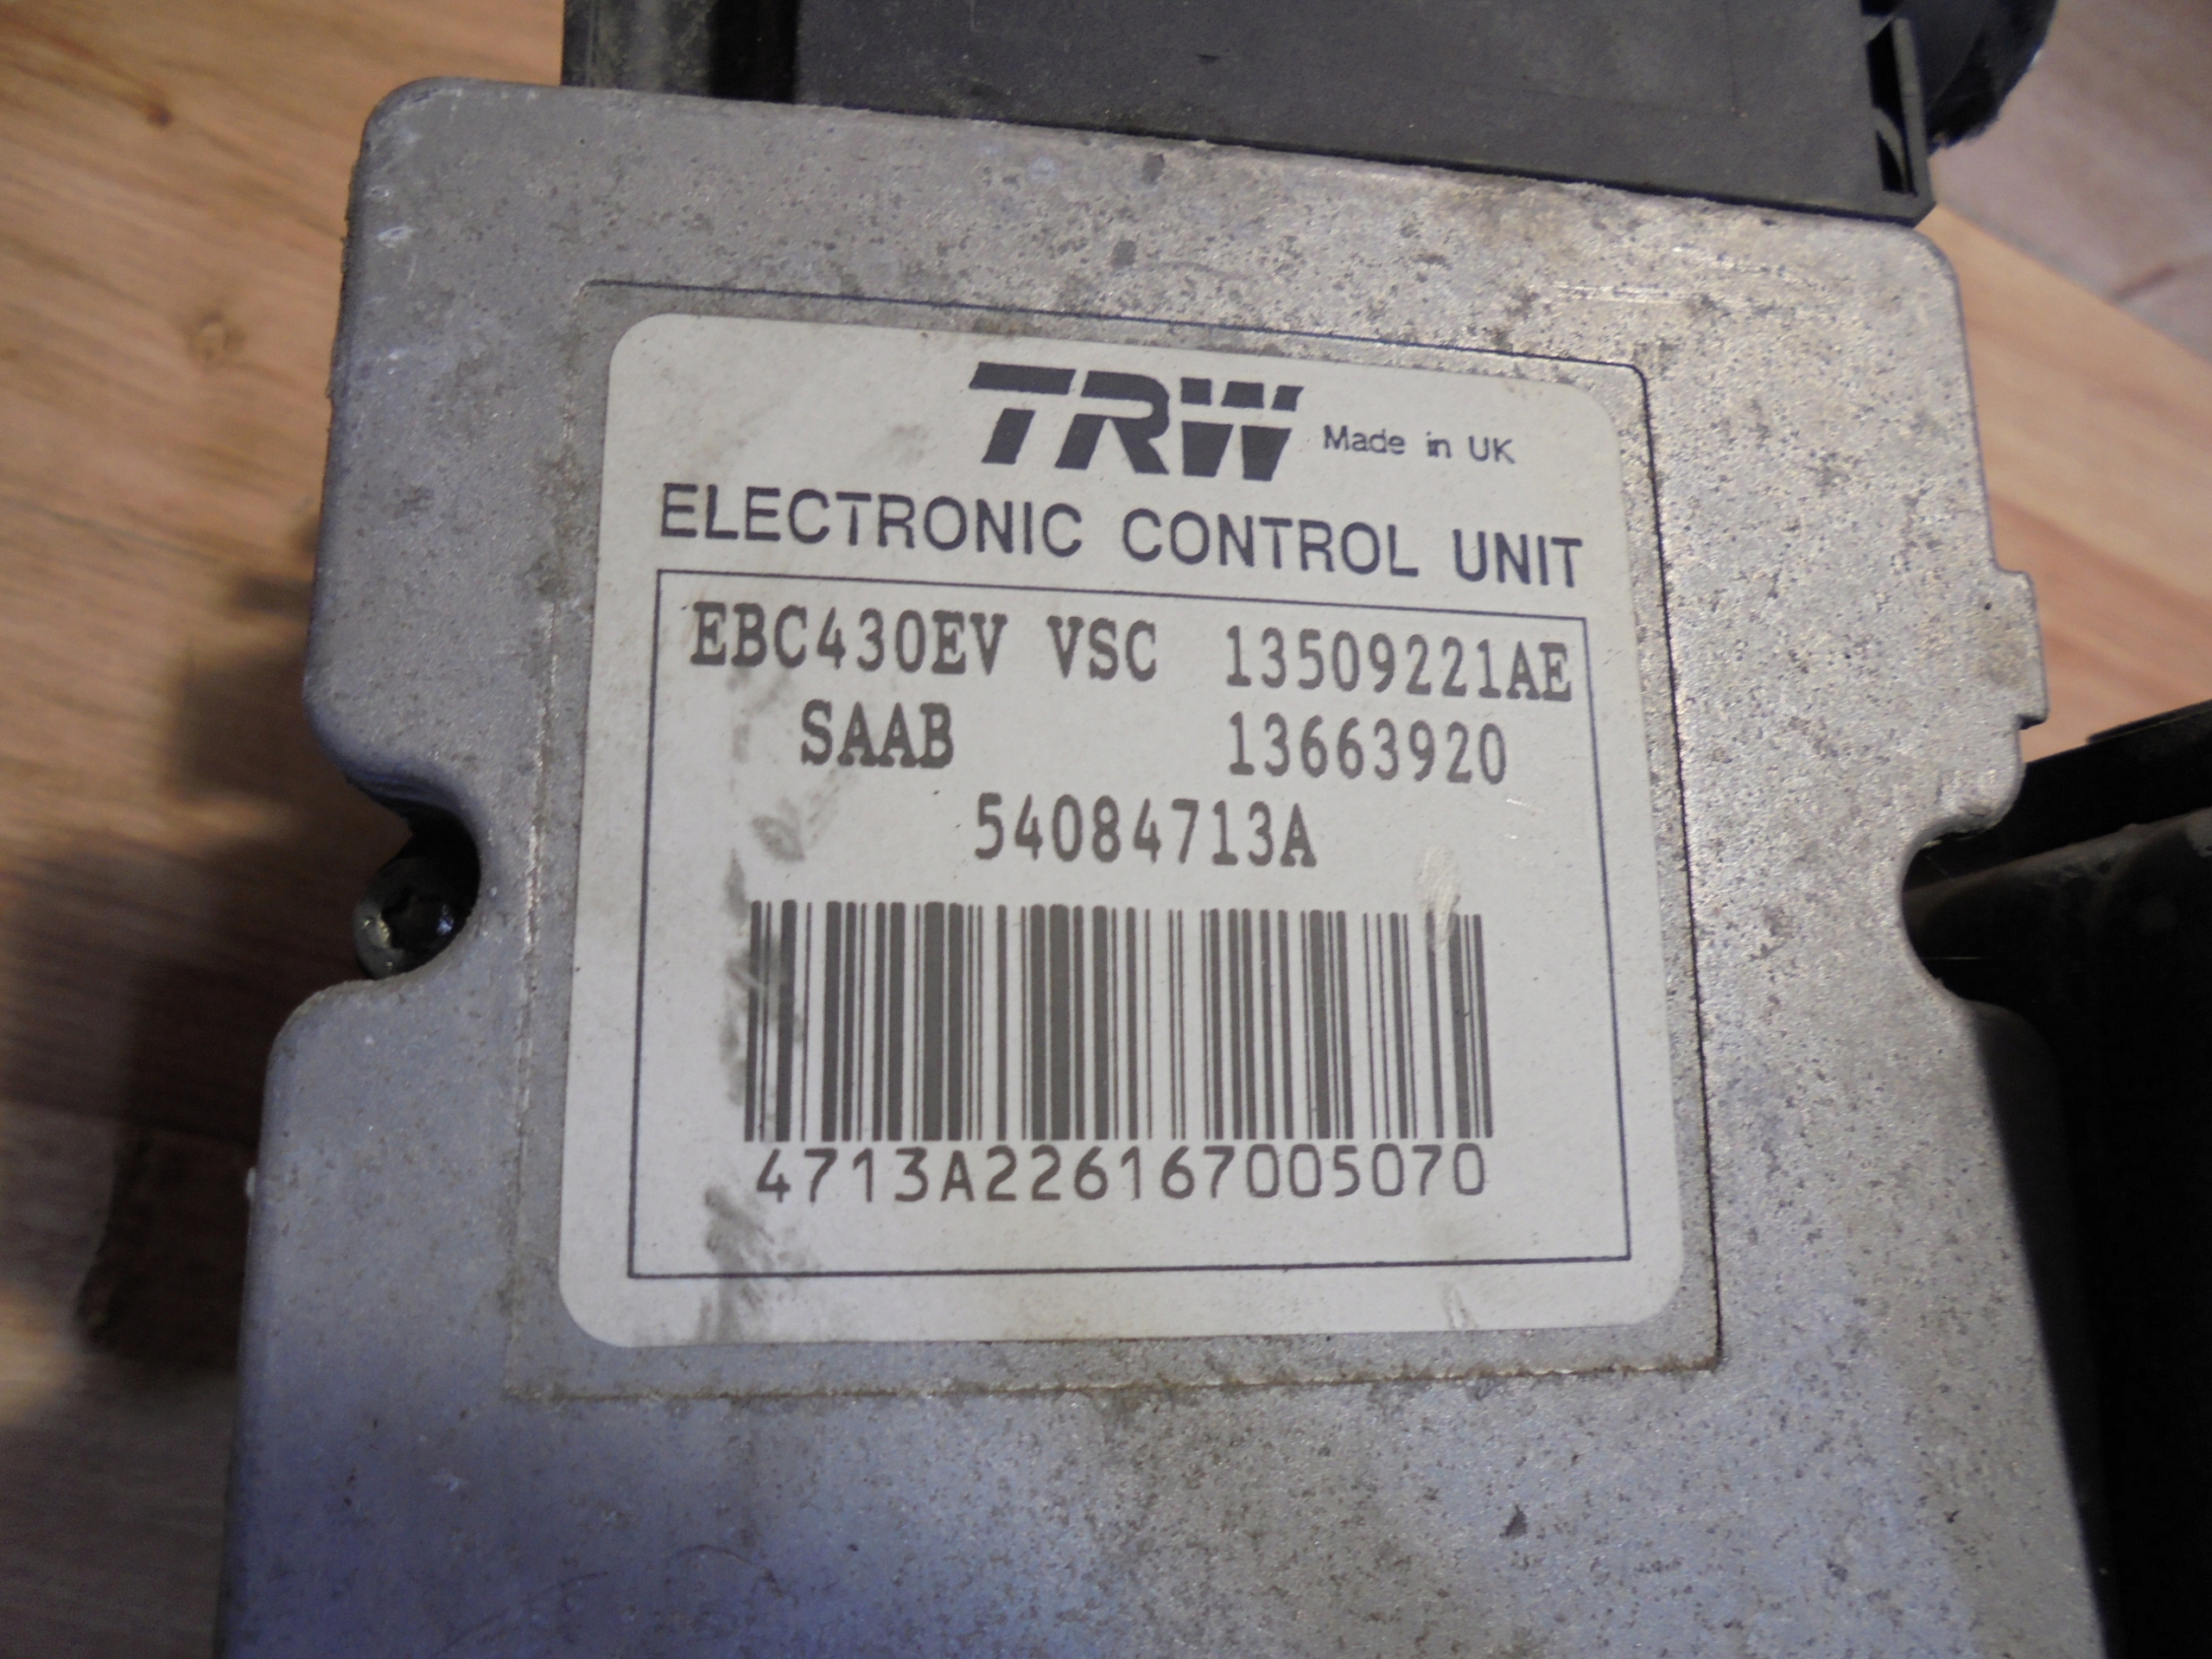 TRW Made in UK
ELECTRONIC CONTROL UNIT
EBC430EV VSC 13509221AE
SAAB 13663920
54084713A
4713A226167005070